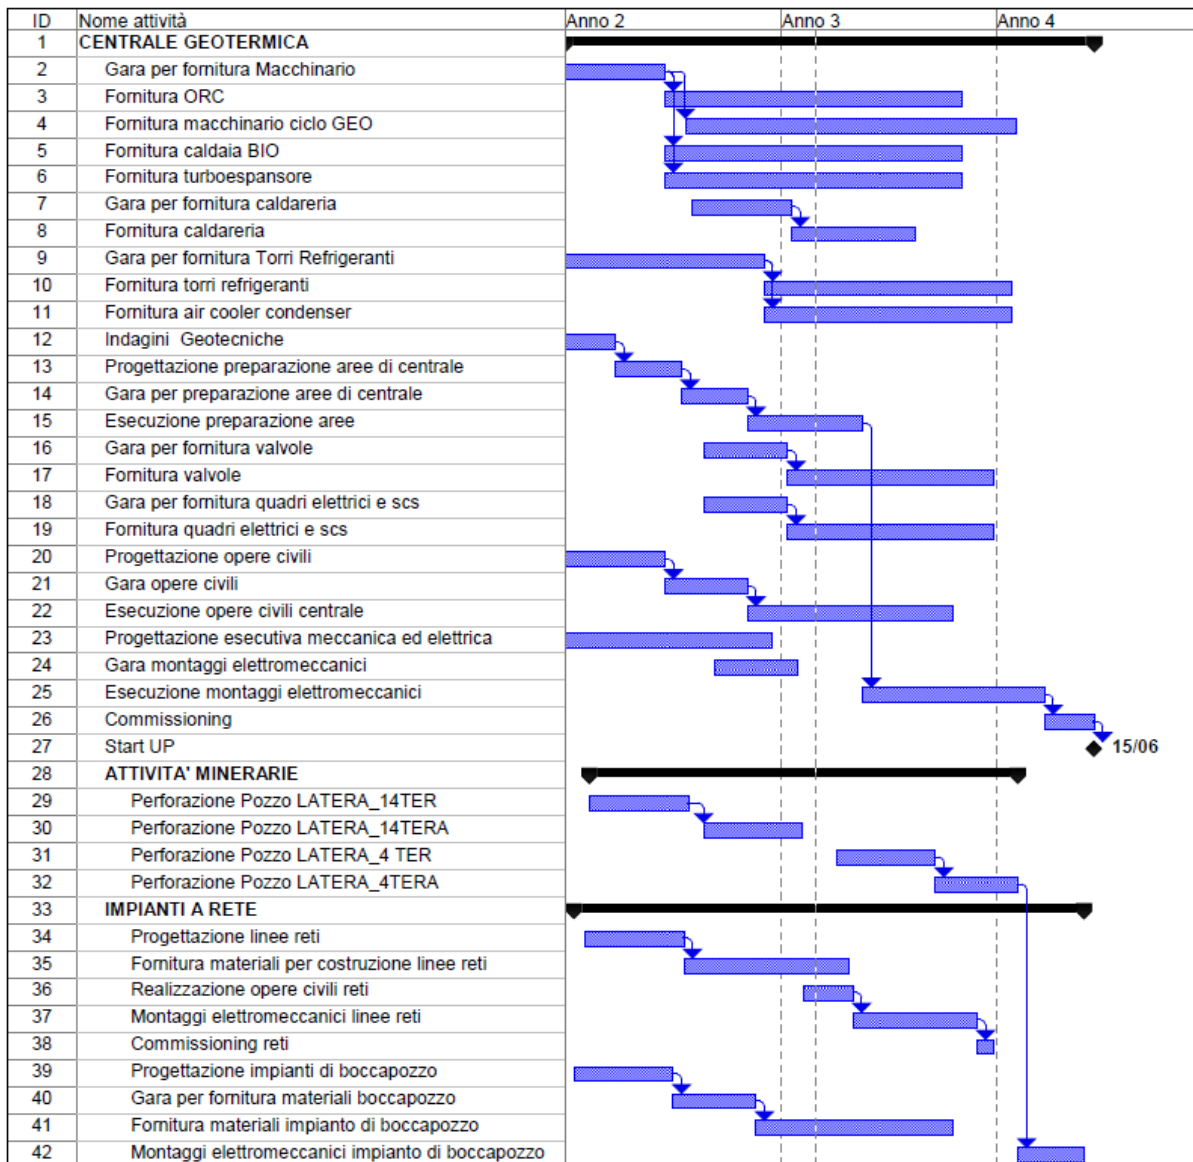 ID Nome attività Anno 2 Anno 3 Anno 4
1 CENTRALE GEOTERMICA
2 Gara per fornitura Macchinario
3 Fornitura ORC
4 Fornitura macchinario ciclo GEO
5 Fornitura caldaia BIO
6 Fornitura turboespansore
7 Gara per fornitura caldareria
8 Fornitura caldareria
9 Gara per fornitura Torri Refrigeranti
10 Fornitura torri refrigeranti
11 Fornitura air cooler condenser
12 Indagini Geotecniche
13 Progettazione preparazione aree di centrale
14 Gara per preparazione aree di centrale
15 Esecuzione preparazione aree
16 Gara per fornitura valvole
17 Fornitura valvole
18 Gara per fornitura quadri elettrici e scs
19 Fornitura quadri elettrici e scs
20 Progettazione opere civili
21 Gara opere civili
22 Esecuzione opere civili centrale
23 Progettazione esecutiva meccanica ed elettrica
24 Gara montaggi elettromeccanici
25 Esecuzione montaggi elettromeccanici
26 Commissioning
27 Start UP 15/06
28 ATTIVITA' MINERARIE
29 Perforazione Pozzo LATERA_14TER
30 Perforazione Pozzo LATERA_14TERA
31 Perforazione Pozzo LATERA_4 TER
32 Perforazione Pozzo LATERA_4TERA
33 IMPIANTI A RETE
34 Progettazione linee reti
35 Fornitura materiali per costruzione linee reti
36 Realizzazione opere civili reti
37 Montaggi elettromeccanici linee reti
38 Commissioning reti
39 Progettazione impianti di boccapozzo
40 Gara per fornitura materiali boccapozzo
41 Fornitura materiali impianto di boccapozzo
42 Montaggi elettromeccanici impianto di boccapozzo